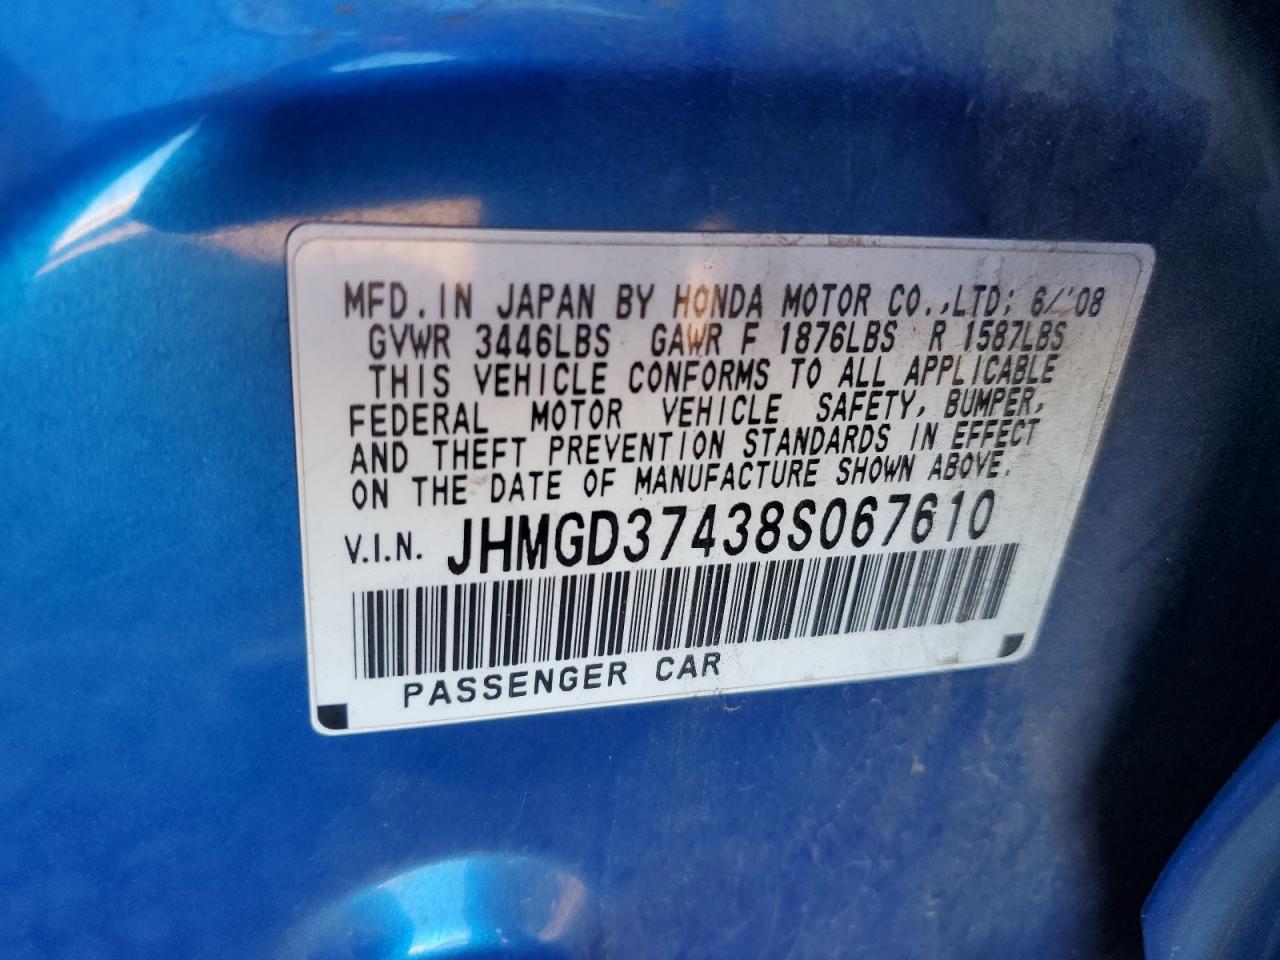 MFD. IN JAPAN BY HONDA MOTOR CO.,LTD; 6/'08
GVWR 3446LBS GAWR F 1876LBS R 1587LBS
THIS VEHICLE CONFORMS TO ALL APPLICABLE
FEDERAL MOTOR VEHICLE SAFETY, BUMPER,
AND THEFT PREVENTION STANDARDS IN EFFECT
ON THE DATE OF MANUFACTURE SHOWN ABOVE.
V.I.N. JHMGD37438S067610
PASSENGER CAR